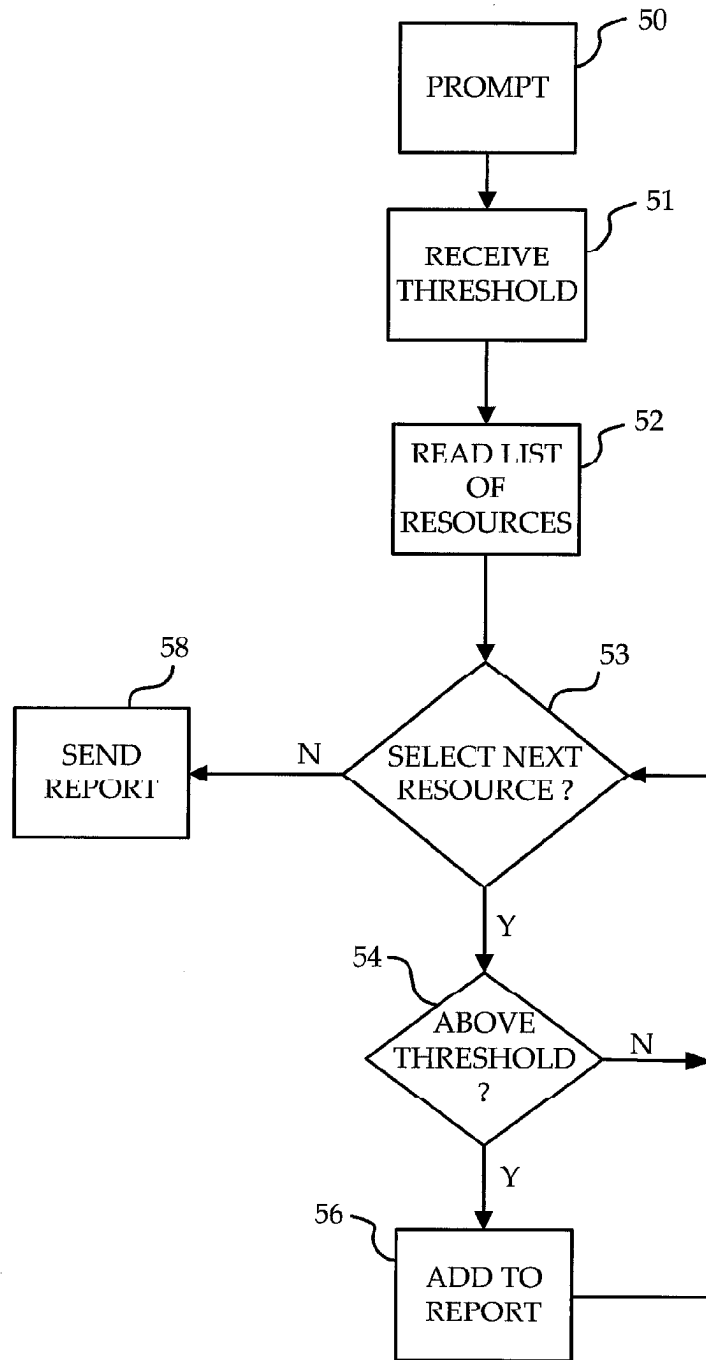 50
PROMPT
51
RECEIVE
THRESHOLD
52
READ LIST
OF
RESOURCES
53
SELECT NEXT
RESOURCE ?
58
SEND
REPORT
N
Y
54
ABOVE
THRESHOLD
?
N
Y
56
ADD TO
REPORT